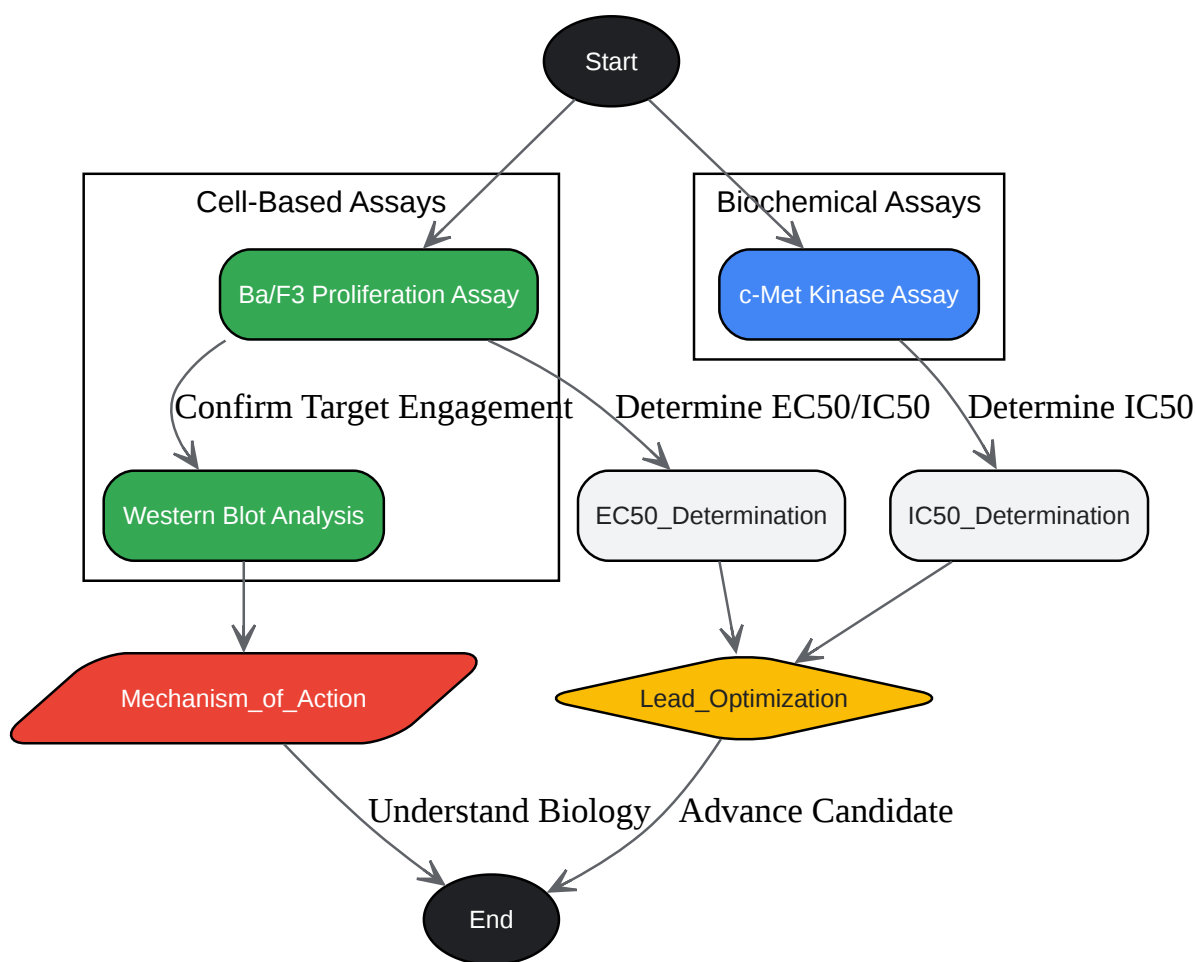 Start
Cell-Based Assays
Biochemical Assays
Ba/F3 Proliferation Assay
c-Met Kinase Assay
Confirm Target Engagement
Determine EC50/IC50
Determine IC50
Western Blot Analysis
EC50_Determination
IC50_Determination
Mechanism_of_Action
Lead_Optimization
Understand Biology
Advance Candidate
End